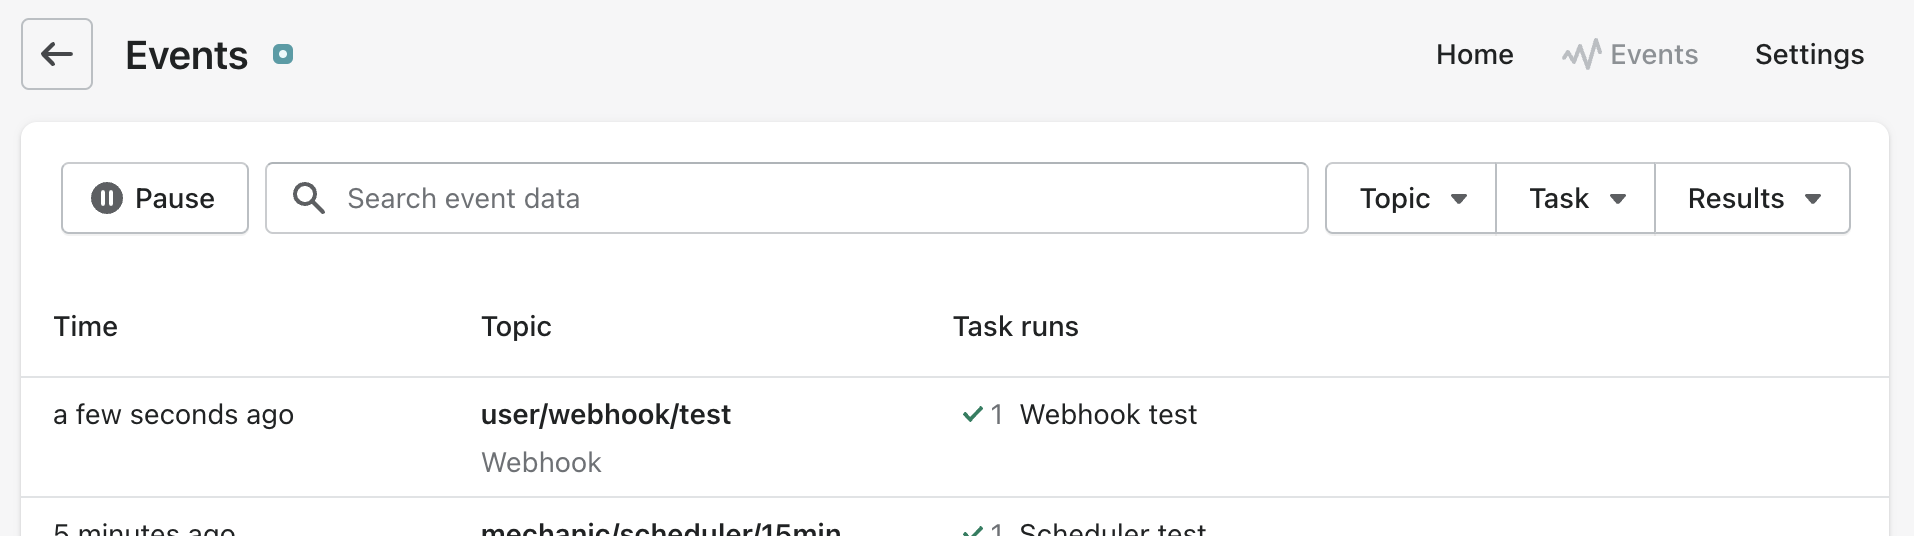 Events
Home Events Settings
Pause Search event data Topic Task Results
Time Topic Task runs
a few seconds ago user/webhook/test 1 Webhook test
Webhook
5 minutes ago mechanic/scheduler/15min 1 Scheduler test